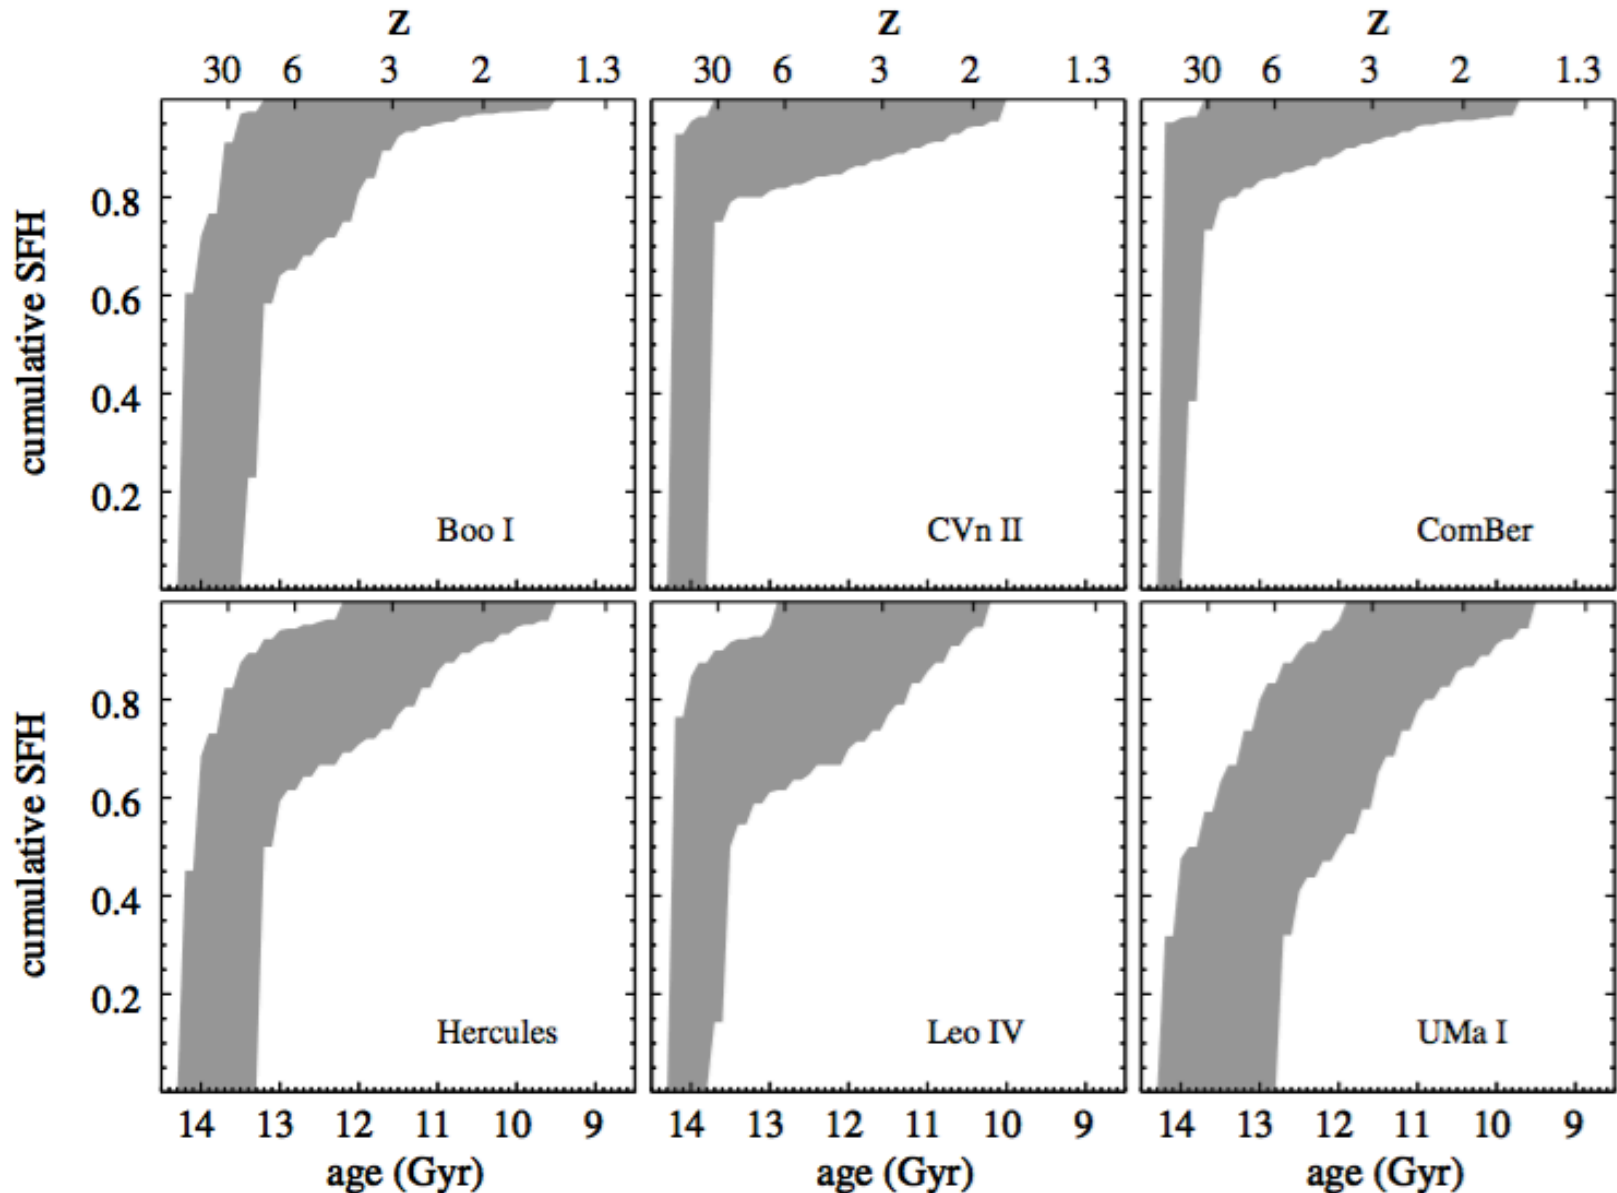 z z z
30 6 3 2 1.3 30 6 3 2 1.3 30 6 3 2 1.3
cumulative SFH
0.8
0.6
0.4
0.2
Boo I CVn II ComBer
cumulative SFH
0.8
0.6
0.4
0.2
Hercules Leo IV UMa I
14 13 12 11 10 9 14 13 12 11 10 9 14 13 12 11 10 9
age (Gyr) age (Gyr) age (Gyr)